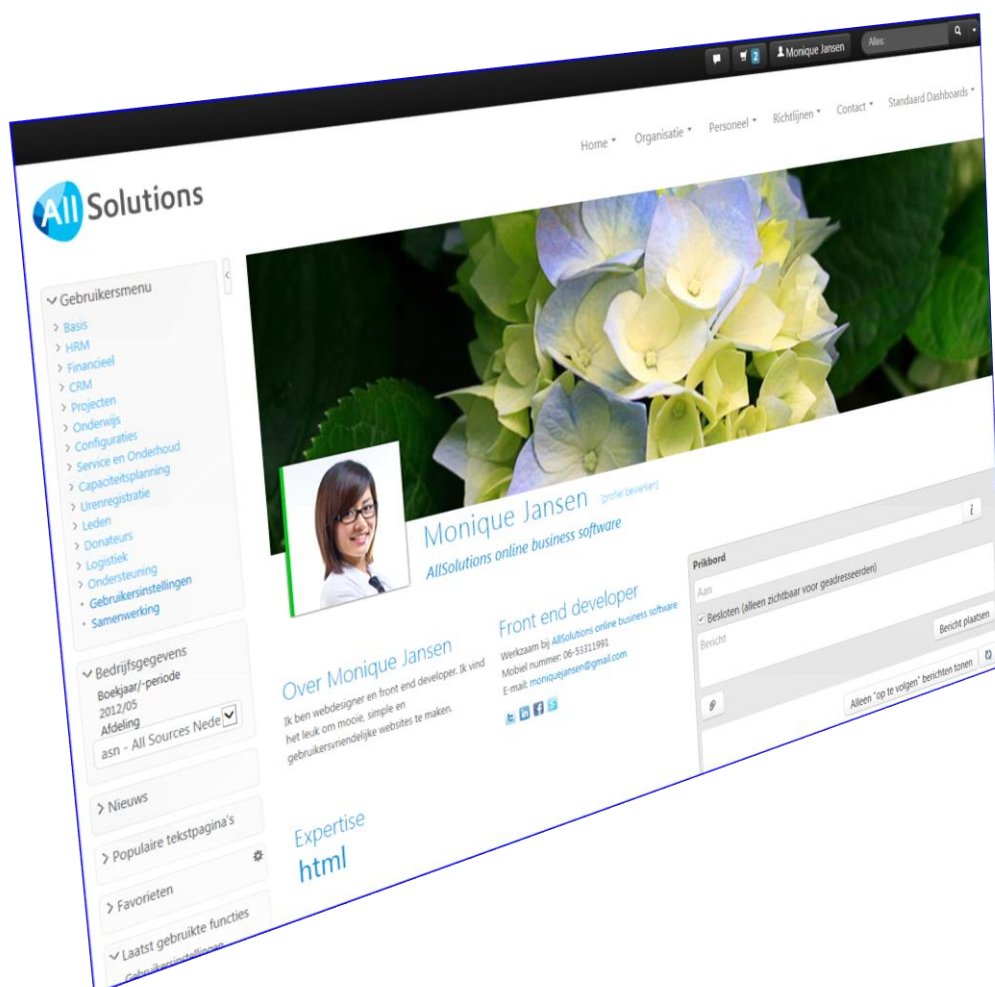 2
Monique Jansen
Alles:
Home
Organisatie
Personeel
Richtlijnen
Contact
Standaard Dashboards
All Solutions
Gebruikersmenu
Basis
HRM
Financieel
CRM
Projecten
Onderwijs
Configuraties
Service en Onderhoud
Capaciteitsplanning
Urenregistratie
Leden
Donateurs
Logistiek
Ondersteuning
Gebruikersinstellingen
Samenwerking
Bedrijfsgegevens
Boekjaar/-periode
2012/05
Afdeling
asn - All Sources Nede
Nieuws
Populaire tekstpagina's
Favorieten
Laatst gebruikte functies
Gebruikersinstellingen
Monique Jansen [profiel bewerken]
AllSolutions online business software
Over Monique Jansen
Ik ben webdesigner en front end developer. Ik vind
het leuk om mooie, simple en
gebruikersvriendelijke websites te maken.
Front end developer
Werkzaam bij AllSolutions online business software
Mobiel nummer: 06-53311991
E-mail: moniquejansen@gmail.com
Expertise
html
Prikbord
i
Aan
Besloten (alleen zichtbaar voor geadresseerden)
Bericht
Bericht plaatsen
Alleen "op te volgen" berichten tonen